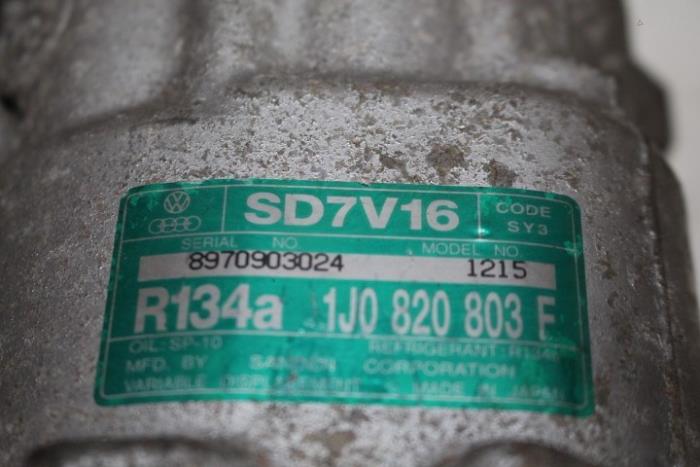 SD7V16
CODE
SY3
SERIAL NO. MODEL NO
8970903024 1215
R134a 1J0 820 803 F
OIL: SP-10 REFRIGERANT: R134a
MFD. BY SANDEN CORPORATION
VARIABLE DISPLACEMENT MADE IN JAPAN